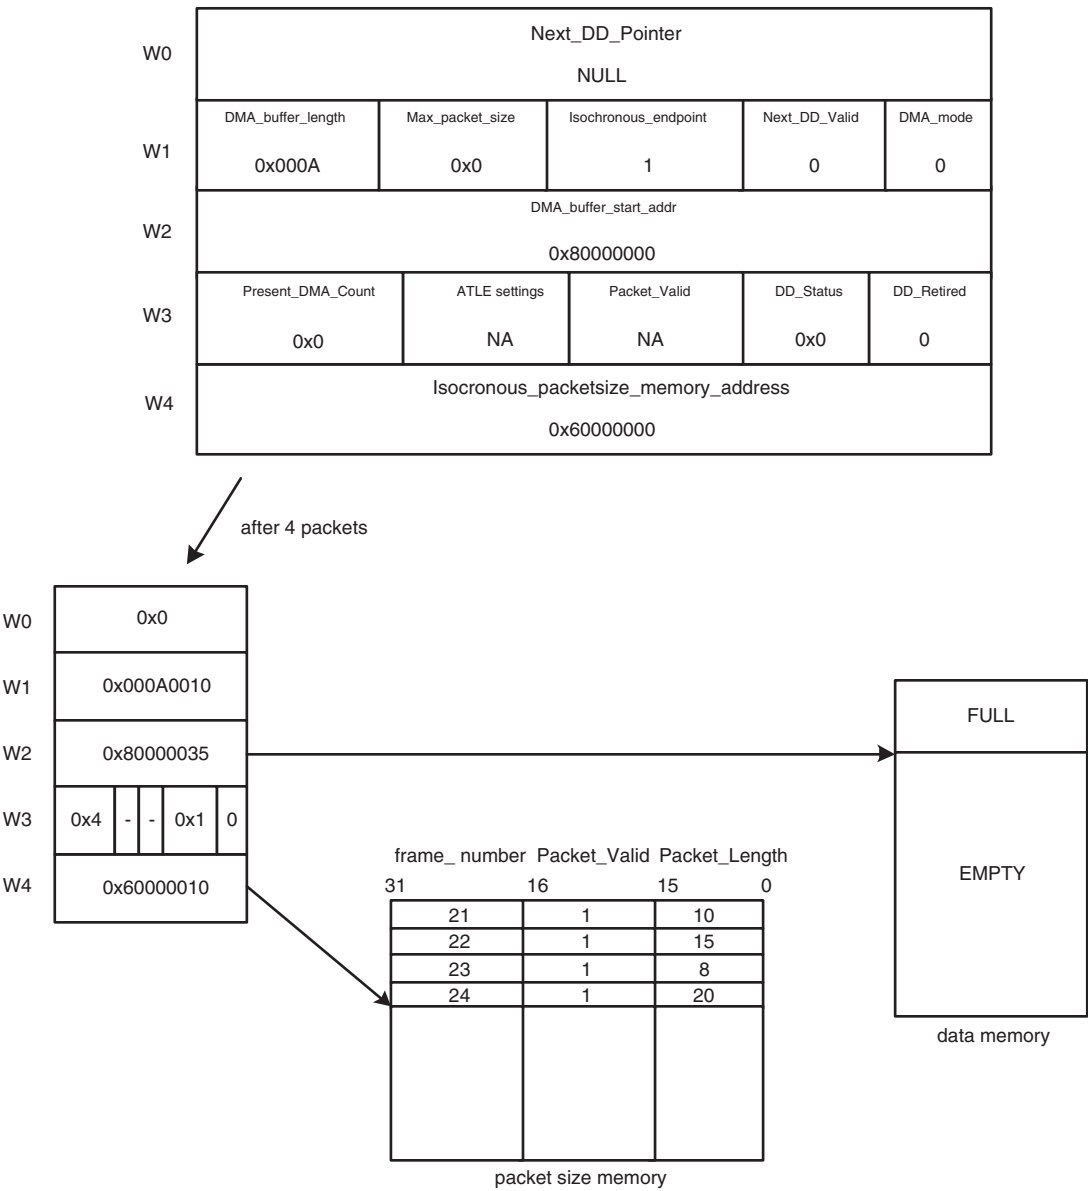 Next_DD_Pointer
W0
NULL
DMA_buffer_length Max_packet_size Isochronous_endpoint Next_DD_Valid DMA_mode
W1
0x000A 0x0 1 0 0
DMA_buffer_start_addr
W2
0x80000000
Present_DMA_Count ATLE settings Packet_Valid DD_Status DD_Retired
W3
0x0 NA NA 0x0 0
Isocronous_packetsize_memory_address
W4
0x60000000
after 4 packets
W0 0x0
W1 0x000A0010
FULL
W2 0x80000035
W3 0x4 - - 0x1 0
frame_ number Packet_Valid Packet_Length
W4 0x60000010
31 16 15 0
EMPTY
21 1 10
22 1 15
23 1 8
24 1 20
data memory
packet size memory